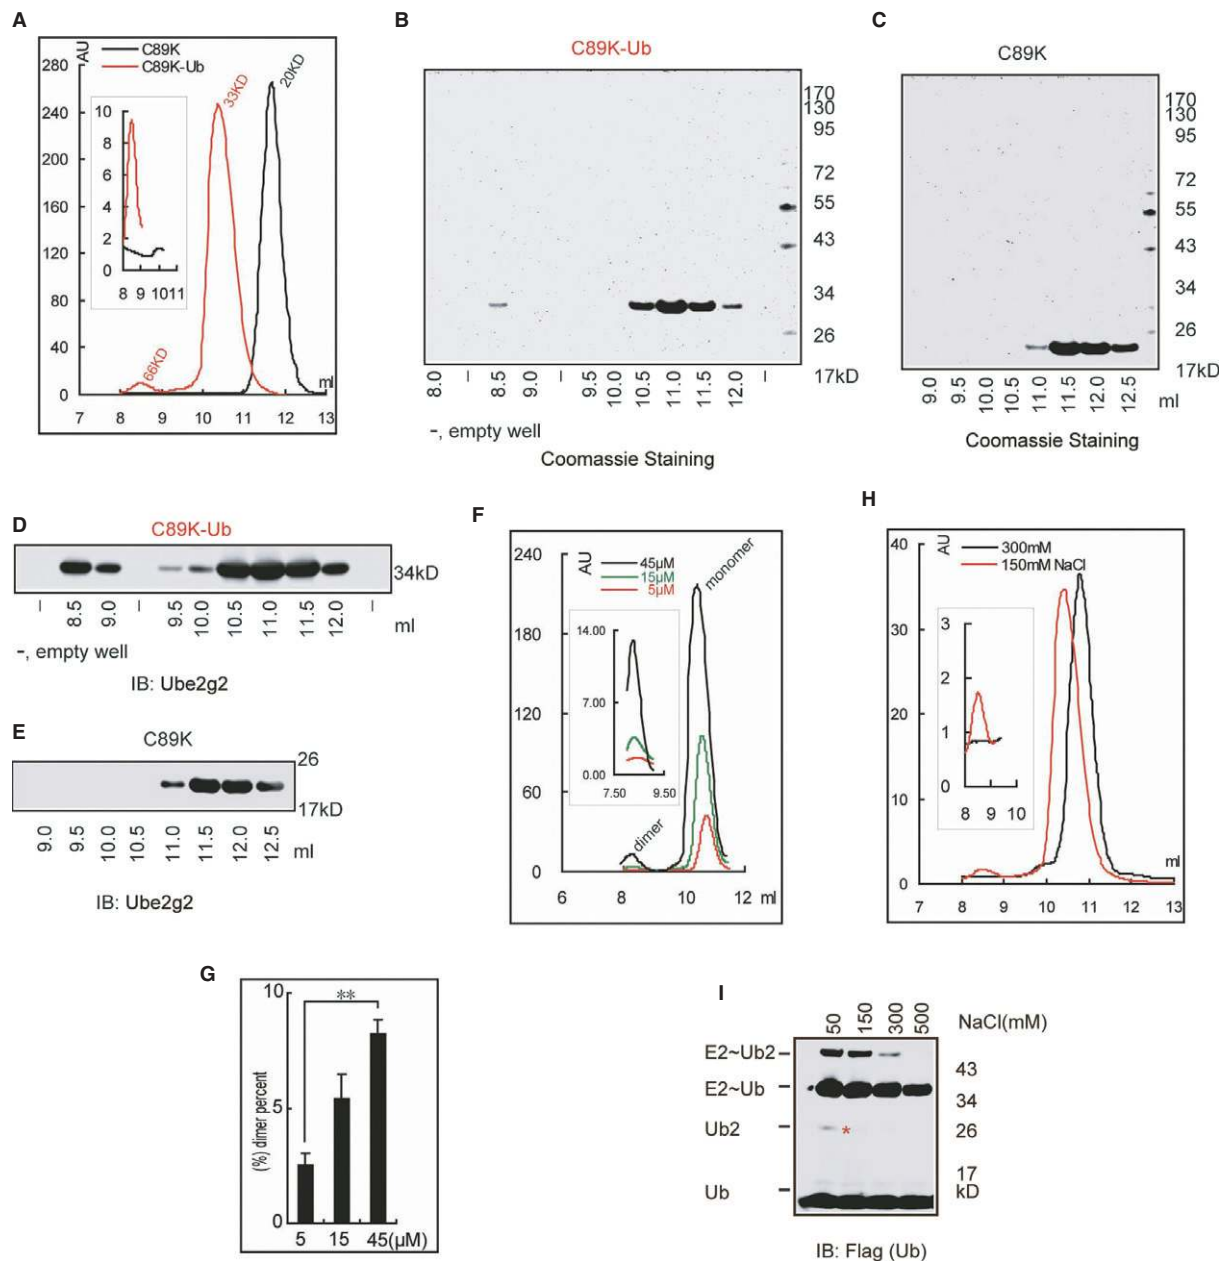 A
AU
C89K
C89K-Ub
280
240
200
160
120
80
40
0
33KD
20KD
66KD
10
8
6
4
2
0
8 9 1011
ml
7 8 9 10 11 12 13
B
C89K-Ub
170
130
95
72
55
43
34
26
17kD
8.0 – 8.5 9.0 – 10.0 10.5 11.0 11.5 12.0 –
-, empty well
Coomassie Staining
C
C89K
170
130
95
72
55
43
34
26
17kD
9.0 9.5 10.0 10.5 11.0 11.5 12.0 12.5 ml
Coomassie Staining
D
C89K-Ub
34kD
– 8.5 9.0 – 9.5 10.0 10.5 11.0 11.5 12.0 – ml
-, empty well
IB: Ube2g2
E
C89K
26
17kD
9.0 9.5 10.0 10.5 11.0 11.5 12.0 12.5 ml
IB: Ube2g2
F
AU
45µM
15µM
5µM
monomer
dimer
240
180
120
60
0
14.00
7.00
0.00
7.50 9.50
6 8 10 12 ml
H
AU
300mM
150mM NaCl
40
30
20
10
0
3
2
1
0
8 9 10
ml
7 8 9 10 11 12 13
G
(%) dimer percent
10
5
0
**
5 15 45(µM)
I
50 150 300 500 NaCl(mM)
E2~Ub2
E2~Ub
Ub2
Ub
*
43
34
26
17
kD
IB: Flag (Ub)